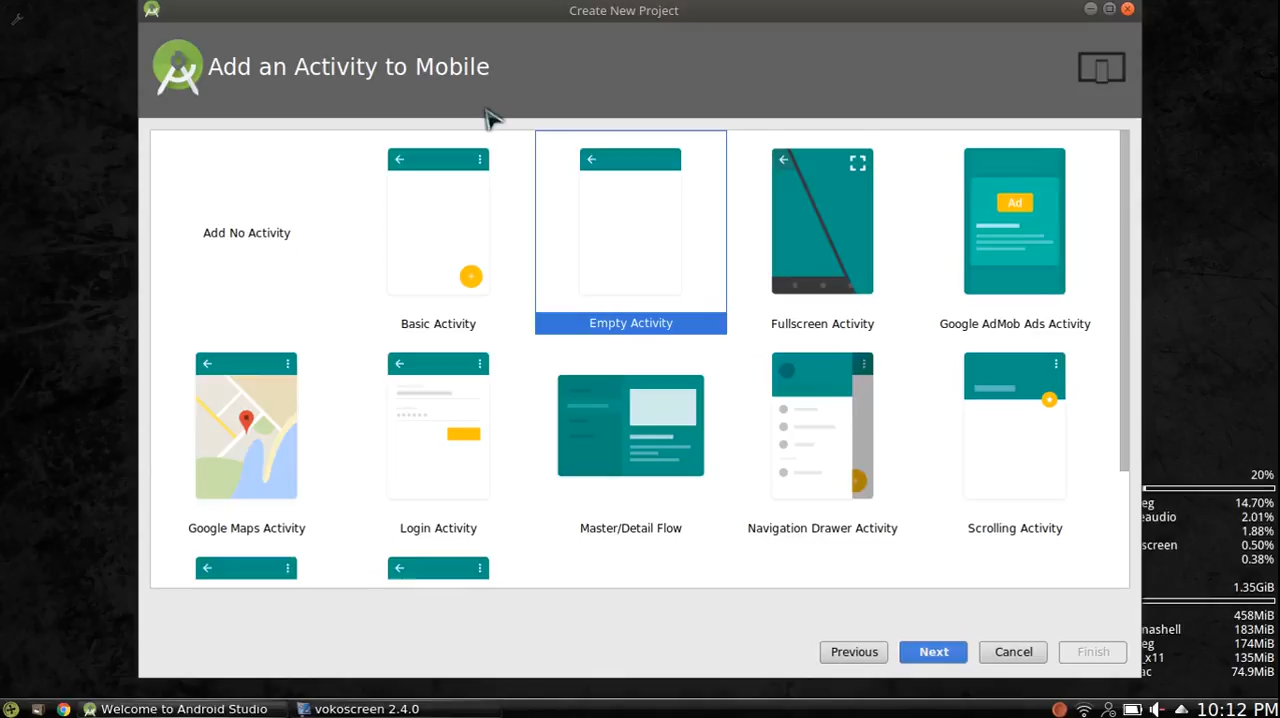 Create New Project
Add an Activity to Mobile
Ad
Add No Activity
Basic Activity
Empty Activity
Fullscreen Activity
Google AdMob Ads Activity
Google Maps Activity
Login Activity
Master/Detail Flow
Navigation Drawer Activity
Scrolling Activity
Previous
Next
Cancel
Finish
20%
eg 14.70%
eaudio 2.01%
1.88%
screen 0.50%
0.38%
1.35GiB
458MiB
mashell 183MiB
eg 174MiB
_x11 135MiB
ac 74.9MiB
Welcome to Android Studio
vokoscreen 2.4.0
10:12 PM